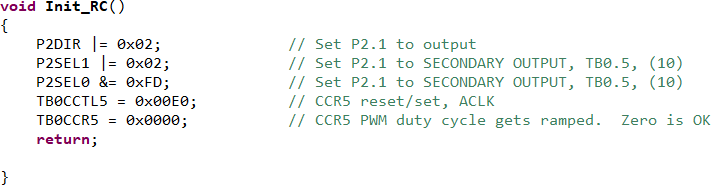 void Init_RC()
{
P2DIR |= 0x02; // Set P2.1 to output
P2SEL1 |= 0x02; // Set P2.1 to SECONDARY OUTPUT, TB0.5, (10)
P2SEL0 &= 0xFD; // Set P2.1 to SECONDARY OUTPUT, TB0.5, (10)
TB0CCTL5 = 0x00E0; // CCR5 reset/set, ACLK
TB0CCR5 = 0x0000; // CCR5 PWM duty cycle gets ramped.  Zero is OK
return;
}